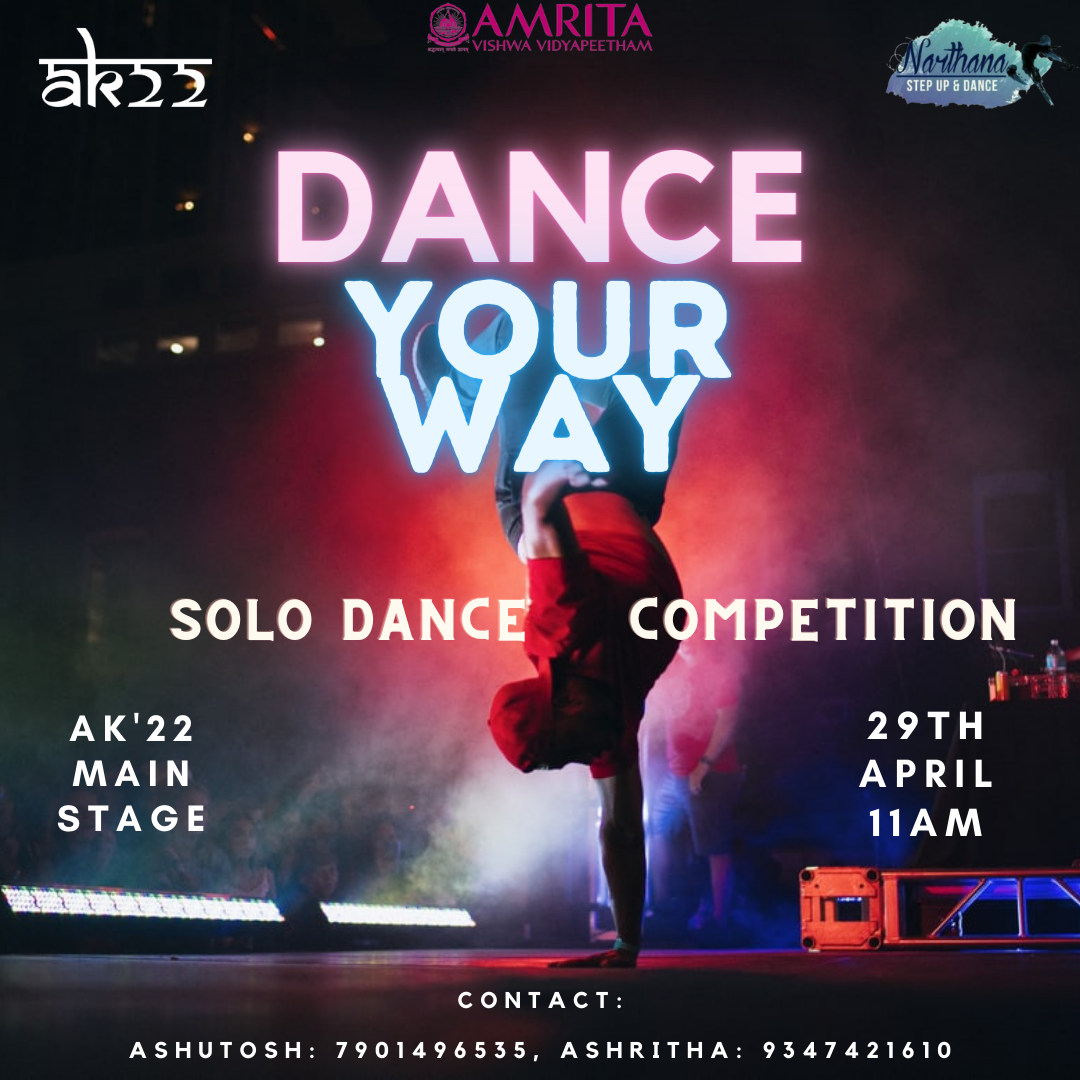 ak22
AMRITA
VISHWA VIDYAPEETHAM
Narthana
STEP UP & DANCE
DANCE
YOUR
WAY
SOLO DANCE COMPETITION
AK'22
MAIN
STAGE
29TH
APRIL
11AM
CONTACT:
ASHUTOSH: 7901496535, ASHRITHA: 9347421610